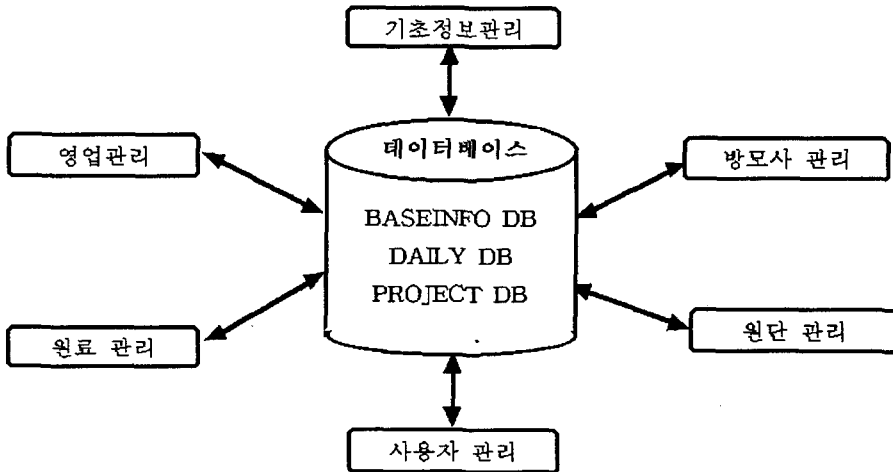 기초정보관리
영업관리
데이터베이스
방모사 관리
BASEINFO DB
DAILY DB
PROJECT DB
원료 관리
원단 관리
사용자 관리